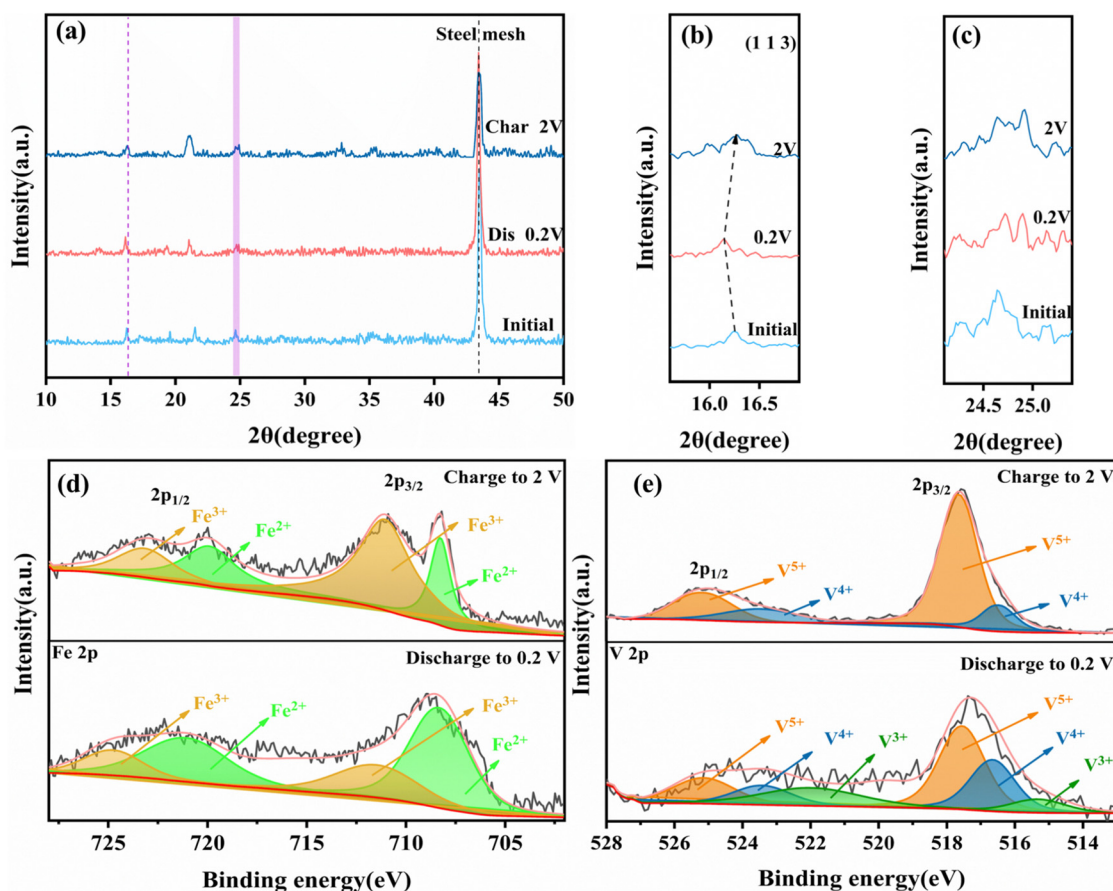 (a)
Steel mesh
Char 2V
Dis 0.2V
Initial
Intensity(a.u.)
10 15 20 25 30 35 40 45 50
2θ(degree)
(b)
(1 1 3)
2V
0.2V
Initial
Intensity(a.u.)
16.0 16.5
2θ(degree)
(c)
2V
0.2V
Initial
Intensity(a.u.)
24.5 25.0
2θ(degree)
(d)
2p1/2
2p3/2
Charge to 2 V
Fe3+
Fe2+
Fe3+
Fe2+
Fe 2p
Discharge to 0.2 V
Fe3+
Fe2+
Fe3+
Fe2+
Intensity(a.u.)
725 720 715 710 705
Binding energy(eV)
(e)
2p3/2
Charge to 2 V
2p1/2
V5+
V4+
V5+
V4+
V 2p
Discharge to 0.2 V
V5+
V4+
V3+
V5+
V4+
V3+
Intensity(a.u.)
528 526 524 522 520 518 516 514
Binding energy(eV)